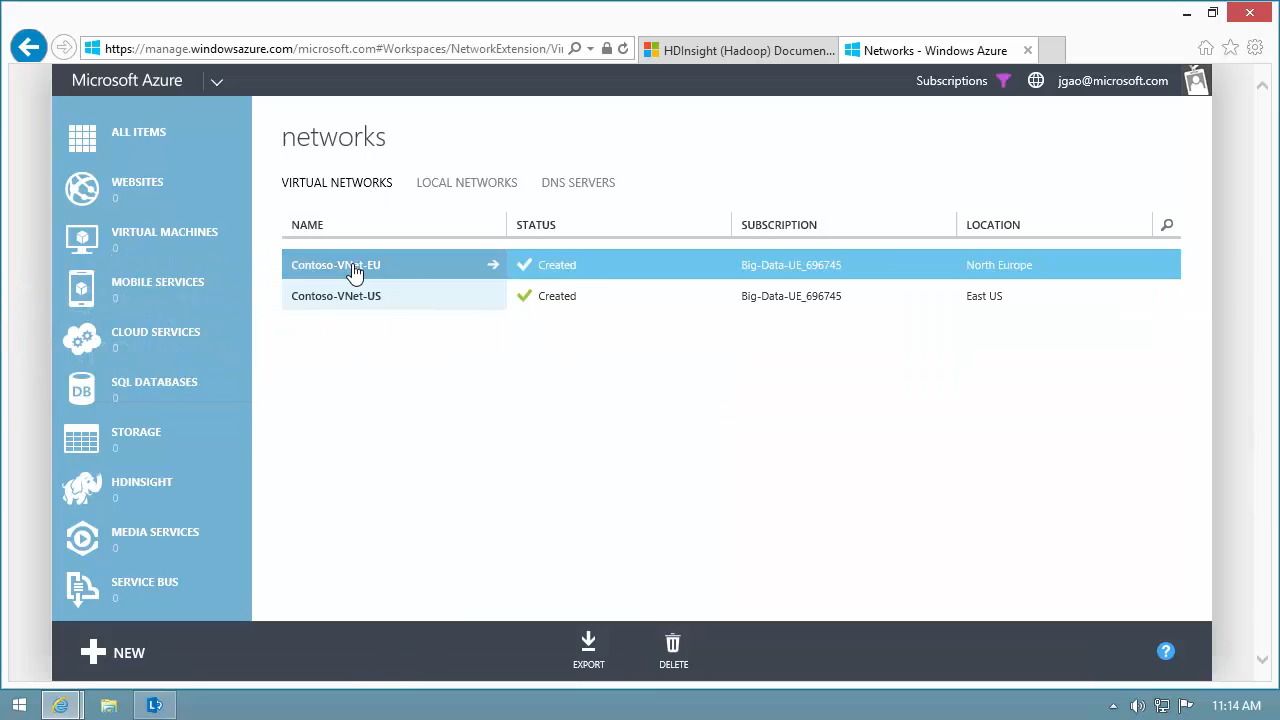 https://manage.windowsazure.com/microsoft.com#Workspaces/NetworkExtension/Vi
HDInsight (Hadoop) Documen...
Networks - Windows Azure
Microsoft Azure
Subscriptions
jgao@microsoft.com
ALL ITEMS
WEBSITES
0
VIRTUAL MACHINES
0
MOBILE SERVICES
0
CLOUD SERVICES
0
SQL DATABASES
0
DB
STORAGE
0
HDINSIGHT
0
MEDIA SERVICES
0
SERVICE BUS
0
networks
VIRTUAL NETWORKS LOCAL NETWORKS DNS SERVERS
NAME STATUS SUBSCRIPTION LOCATION
Contoso-VNet-EU Created Big-Data-UE_696745 North Europe
Contoso-VNet-US Created Big-Data-UE_696745 East US
NEW
EXPORT
DELETE
?
11:14 AM